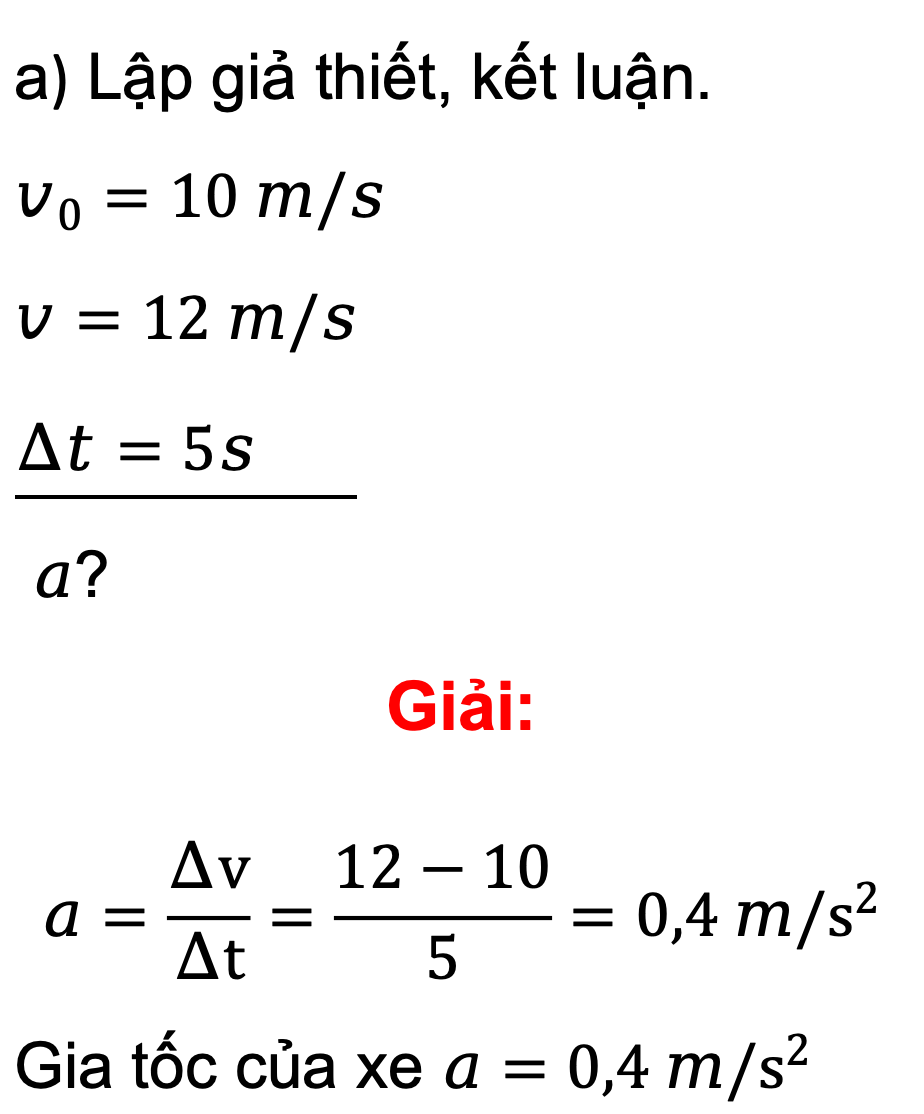 a) Lập giả thiết, kết luận.
v₀ = 10 m/s
v = 12 m/s
Δt = 5s
a?
Giải:
a = Δv/Δt = (12 − 10)/5 = 0,4 m/s²
Gia tốc của xe a = 0,4 m/s²